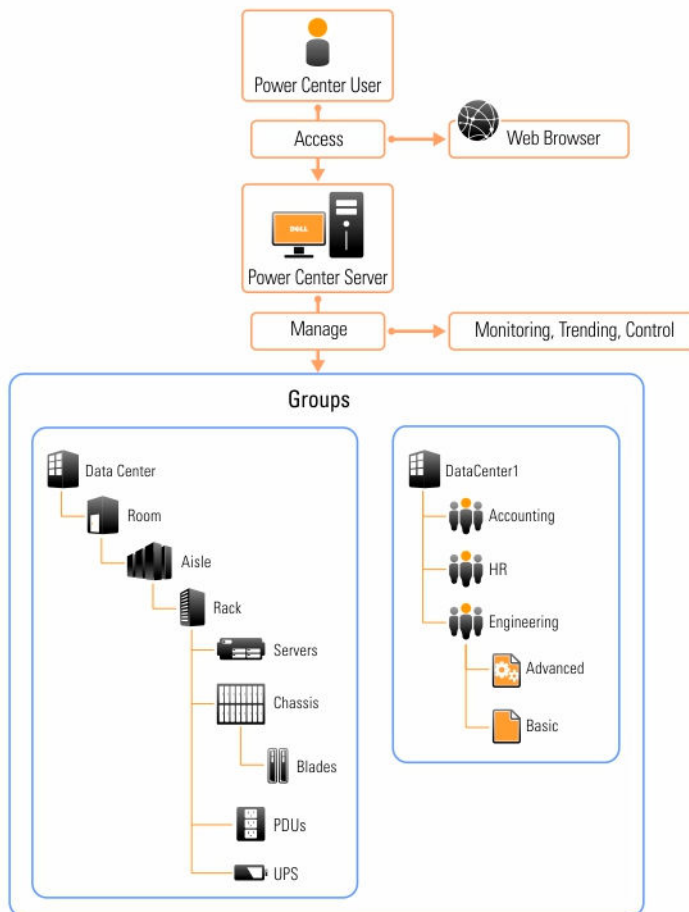 Power Center User
Access
Web Browser
DELL
Power Center Server
Manage
Monitoring, Trending, Control
Groups
Data Center
Room
Aisle
Rack
Servers
Chassis
Blades
PDUs
UPS
DataCenter1
Accounting
HR
Engineering
Advanced
Basic